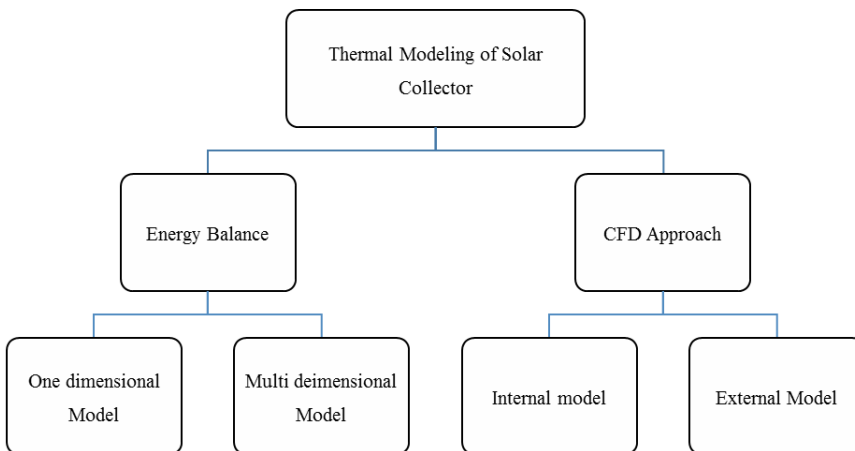 Thermal Modeling of Solar
Collector
Energy Balance
CFD Approach
One dimensional
Model
Multi deimensional
Model
Internal model
External Model